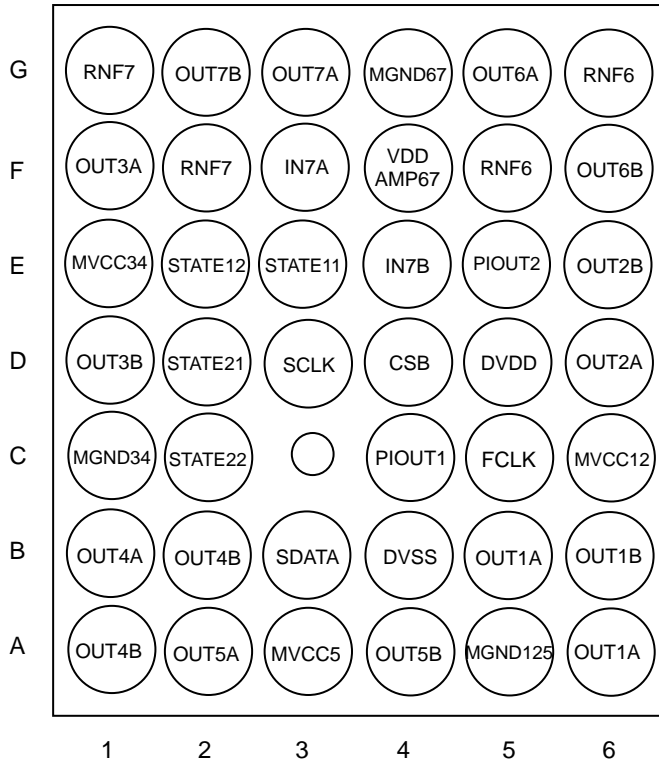 G RNF7 OUT7B OUT7A MGND67 OUT6A RNF6
F OUT3A RNF7 IN7A VDD AMP67 RNF6 OUT6B
E MVCC34 STATE12 STATE11 IN7B PIOUT2 OUT2B
D OUT3B STATE21 SCLK CSB DVDD OUT2A
C MGND34 STATE22 PIOUT1 FCLK MVCC12
B OUT4A OUT4B SDATA DVSS OUT1A OUT1B
A OUT4B OUT5A MVCC5 OUT5B MGND125 OUT1A
1 2 3 4 5 6